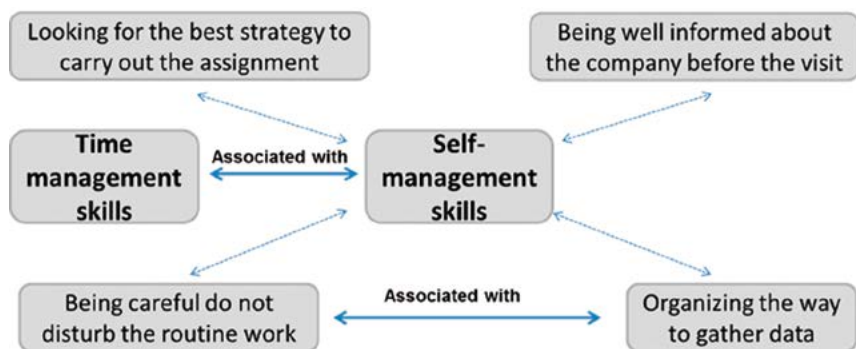 Looking for the best strategy to
carry out the assignment
Being well informed about
the company before the visit
Time
management
skills
Associated with
Self-
management
skills
Being careful do not
disturb the routine work
Associated with
Organizing the way
to gather data